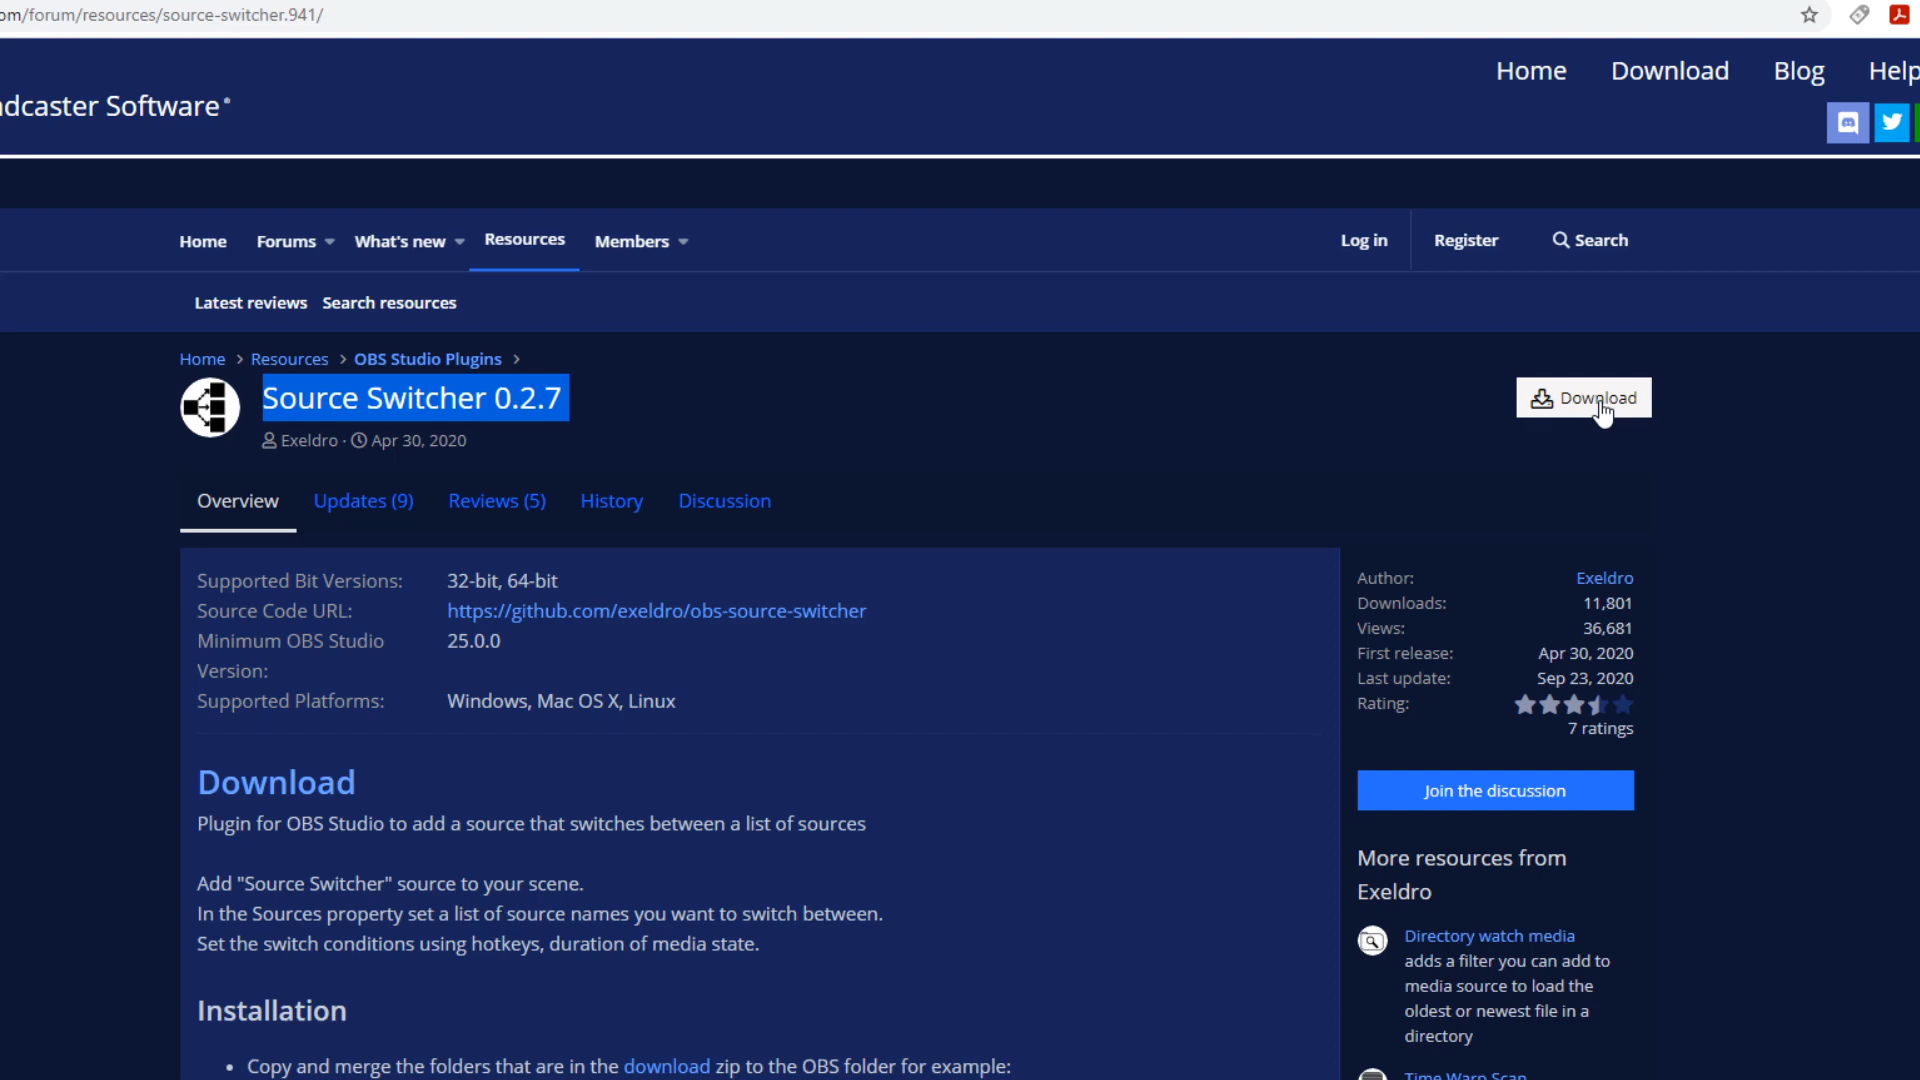 om/forum/resources/source-switcher.941/
Home Download Blog Help
adcaster Software
Home Forums What's new Resources Members Log in Register Search
Latest reviews Search resources
Home > Resources > OBS Studio Plugins >
Source Switcher 0.2.7
Download
Exeldro · Apr 30, 2020
Overview Updates (9) Reviews (5) History Discussion
Supported Bit Versions: 32-bit, 64-bit
Source Code URL: https://github.com/exeldro/obs-source-switcher
Minimum OBS Studio 25.0.0
Version:
Supported Platforms: Windows, Mac OS X, Linux
Download
Plugin for OBS Studio to add a source that switches between a list of sources
Add "Source Switcher" source to your scene.
In the Sources property set a list of source names you want to switch between.
Set the switch conditions using hotkeys, duration of media state.
Installation
• Copy and merge the folders that are in the download zip to the OBS folder for example:
Author: Exeldro
Downloads: 11,801
Views: 36,681
First release: Apr 30, 2020
Last update: Sep 23, 2020
Rating:
7 ratings
Join the discussion
More resources from
Exeldro
Directory watch media
adds a filter you can add to
media source to load the
oldest or newest file in a
directory
Time Warp Scan